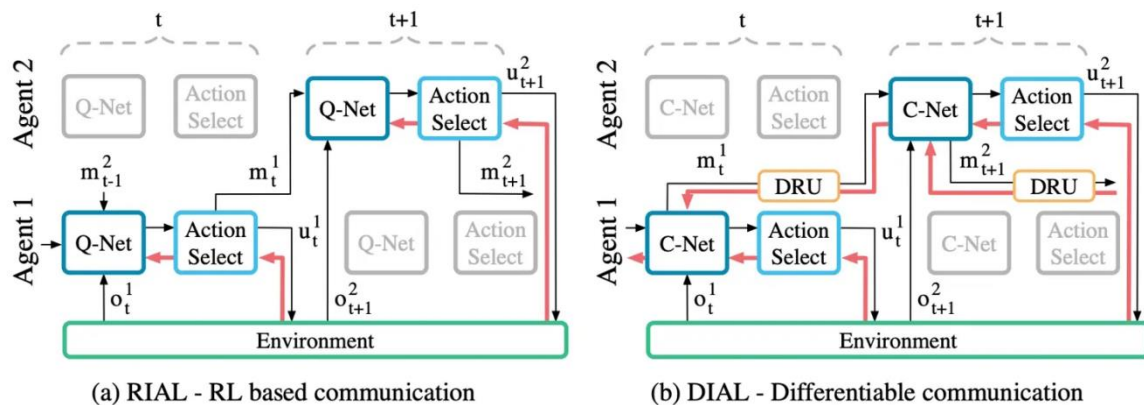 t
t+1
Agent 2
Q-Net
Action Select
Q-Net
Action Select
u²ₜ₊₁
m²ₜ₋₁
m¹ₜ
m²ₜ₊₁
Agent 1
Q-Net
Action Select
u¹ₜ
Q-Net
Action Select
o¹ₜ
o²ₜ₊₁
Environment
(a) RIAL - RL based communication
t
t+1
Agent 2
C-Net
Action Select
C-Net
Action Select
u²ₜ₊₁
m¹ₜ
DRU
m²ₜ₊₁
DRU
Agent 1
C-Net
Action Select
u¹ₜ
C-Net
Action Select
o¹ₜ
o²ₜ₊₁
Environment
(b) DIAL - Differentiable communication